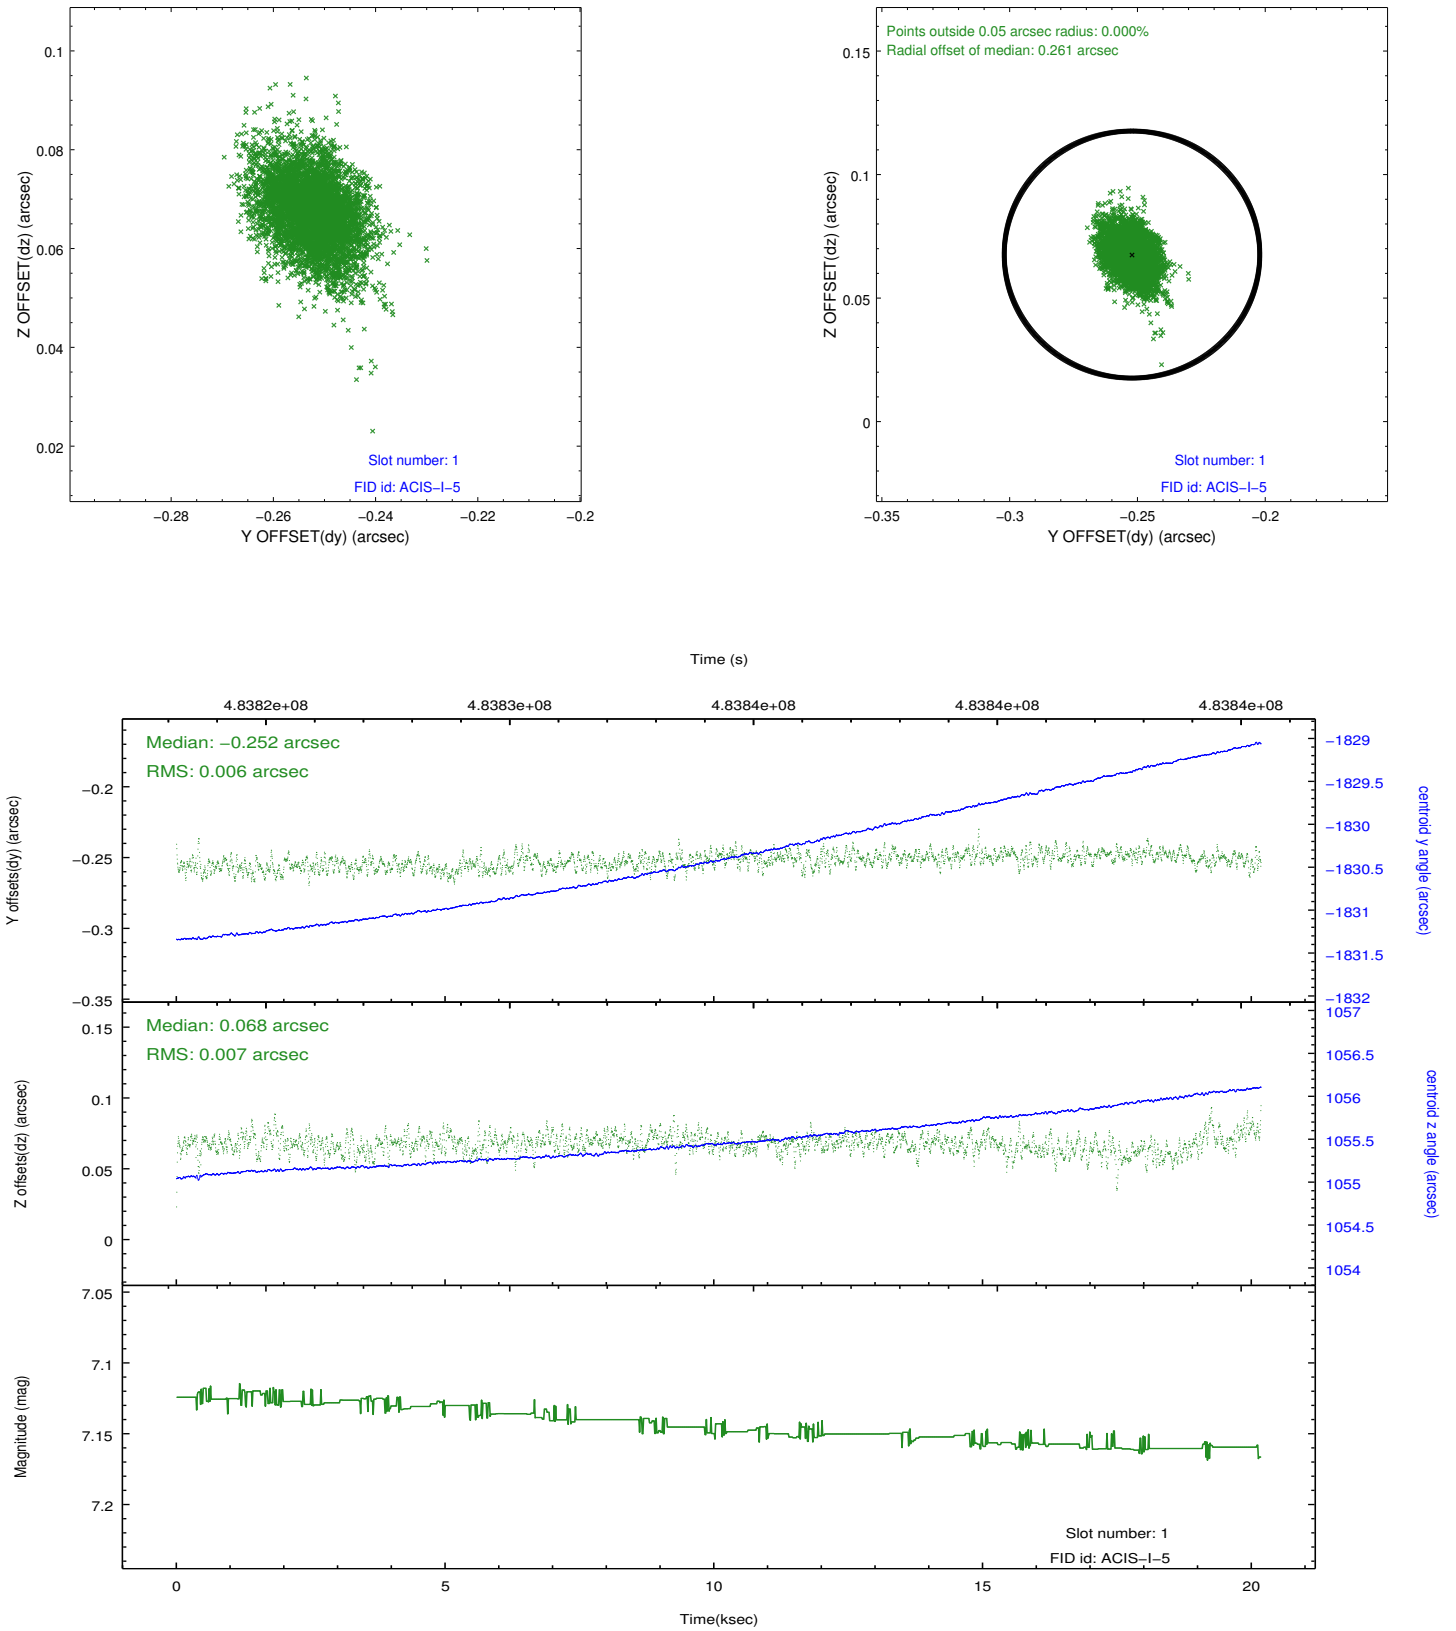 0.1
0.08
0.06
0.04
0.02
Z OFFSET(dz) (arcsec)
Slot number: 1
FID id: ACIS−I−5
−0.28
−0.26
−0.24
−0.22
−0.2
Y OFFSET(dy) (arcsec)
Points outside 0.05 arcsec radius: 0.000%
Radial offset of median: 0.261 arcsec
0.15
0.1
0.05
0
Z OFFSET(dz) (arcsec)
Slot number: 1
FID id: ACIS−I−5
−0.35
−0.3
−0.25
−0.2
Y OFFSET(dy) (arcsec)
Time (s)
4.8382e+08
4.8383e+08
4.8384e+08
4.8384e+08
4.8384e+08
Median: −0.252 arcsec
RMS: 0.006 arcsec
−0.2
−0.25
−0.3
−0.35
Y offsets(dy) (arcsec)
−1829
−1829.5
−1830
−1830.5
−1831
−1831.5
−1832
centroid y angle (arcsec)
Median: 0.068 arcsec
RMS: 0.007 arcsec
0.15
0.1
0.05
0
Z offsets(dz) (arcsec)
1057
1056.5
1056
1055.5
1055
1054.5
1054
centroid z angle (arcsec)
7.05
7.1
7.15
7.2
Magnitude (mag)
Slot number: 1
FID id: ACIS−I−5
0
5
10
15
20
Time(ksec)